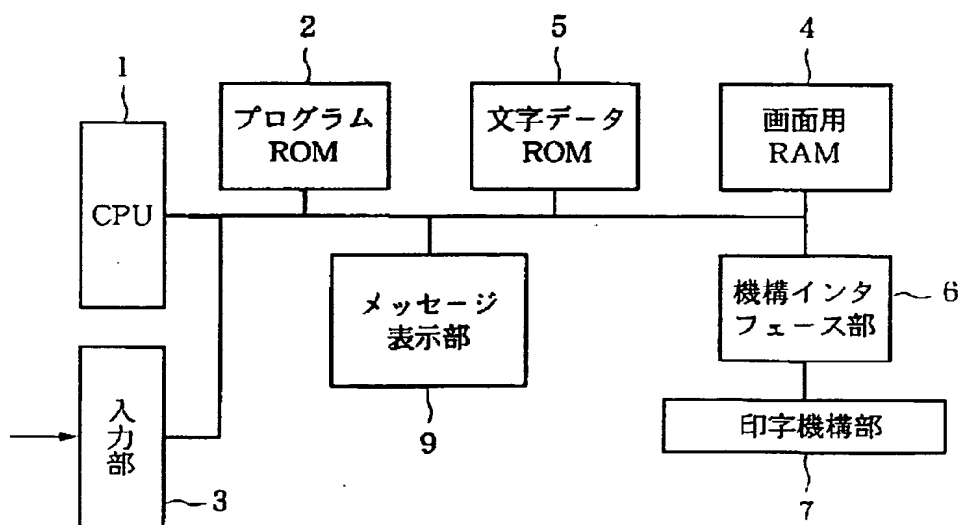 1
CPU
2
プログラム
ROM
5
文字データ
ROM
4
画面用
RAM
メッセージ
表示部
9
機構インタ
フェース部
6
入力部
3
印字機構部
7